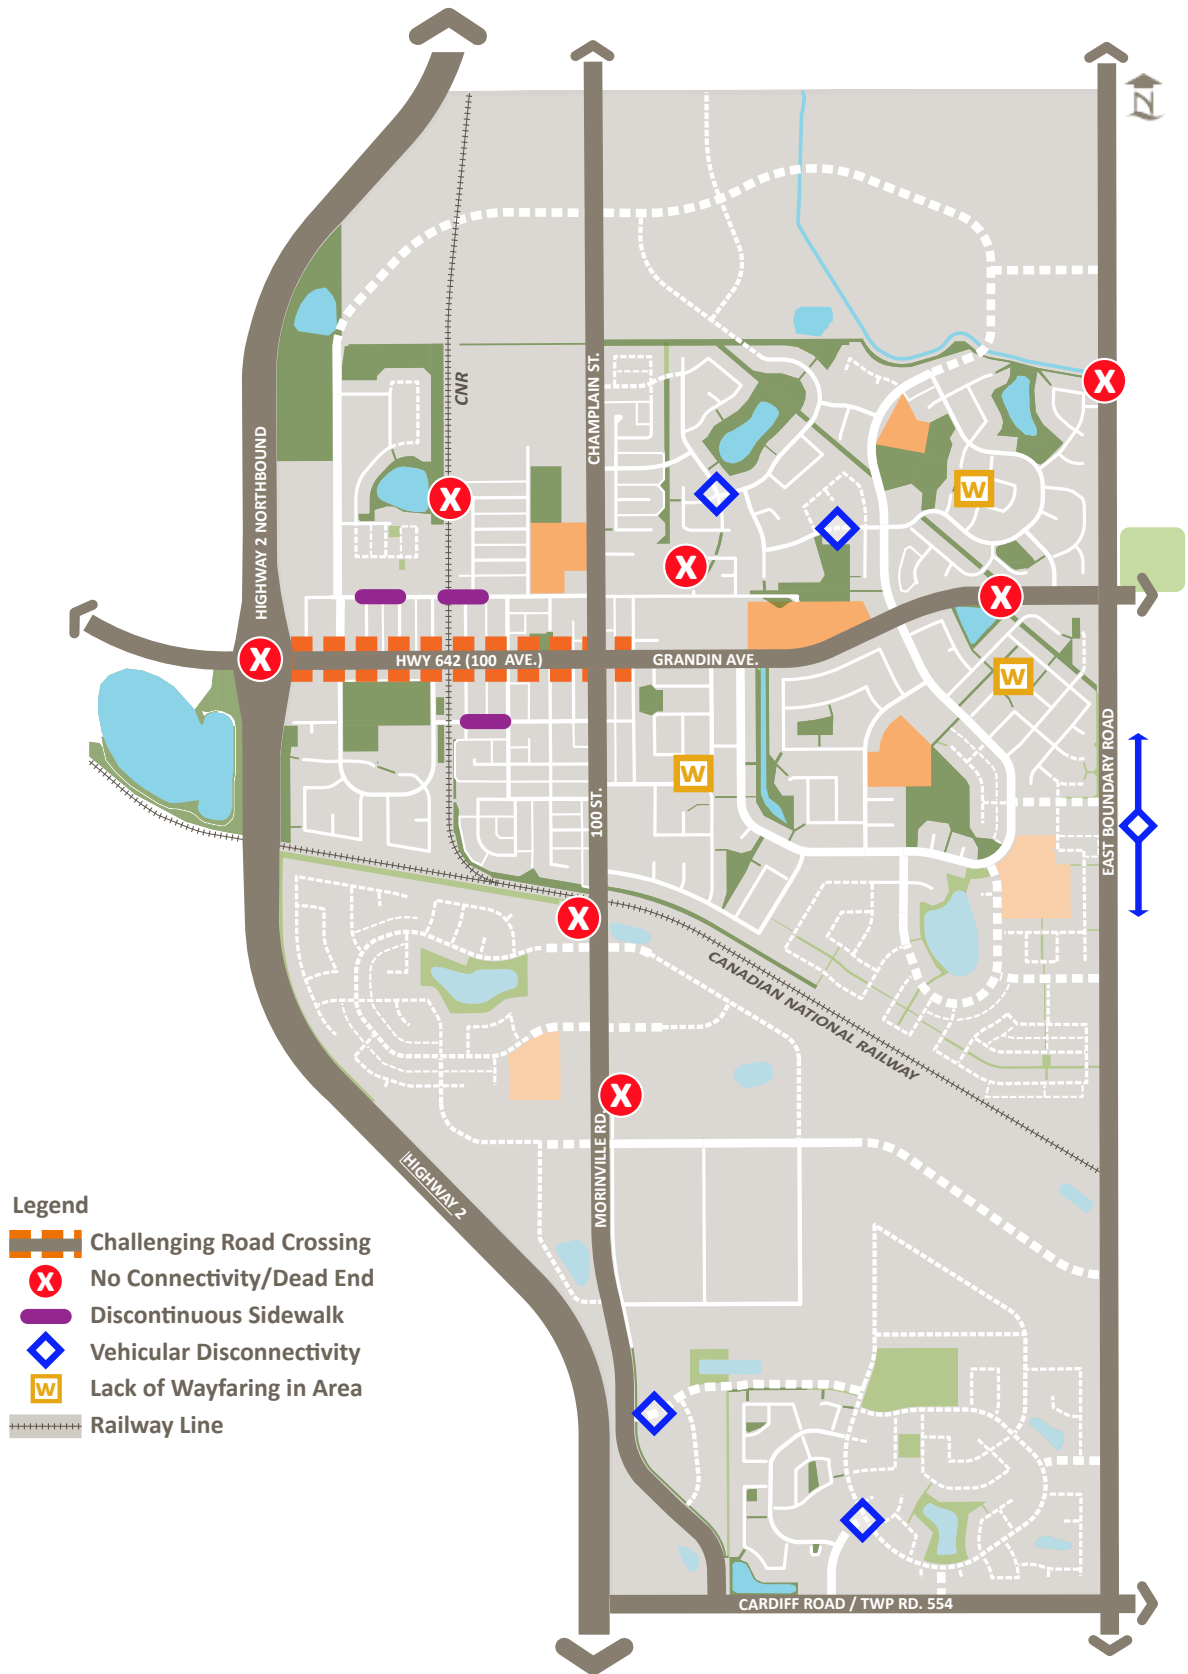 N
CNR
CHAMPLAIN ST.
HIGHWAY 2 NORTHBOUND
X
X
W
X
X
X
HWY 642 (100 AVE.)
GRANDIN AVE.
W
W
EAST BOUNDARY ROAD
100 ST.
X
CANADIAN NATIONAL RAILWAY
X
MORINVILLE RD.
HIGHWAY 2
Legend
Challenging Road Crossing
X No Connectivity/Dead End
Discontinuous Sidewalk
Vehicular Disconnectivity
W Lack of Wayfaring in Area
Railway Line
CARDIFF ROAD / TWP RD. 554